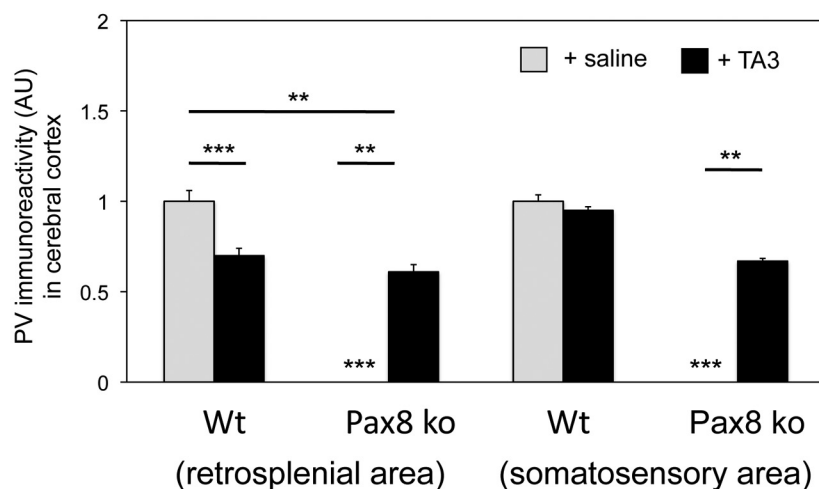 2
+ saline
+ TA3
1.5
**
***
**
**
1
0.5
***
***
0
PV immunoreactivity (AU)
in cerebral cortex
Wt
Pax8 ko
Wt
Pax8 ko
(retrosplenial area)
(somatosensory area)